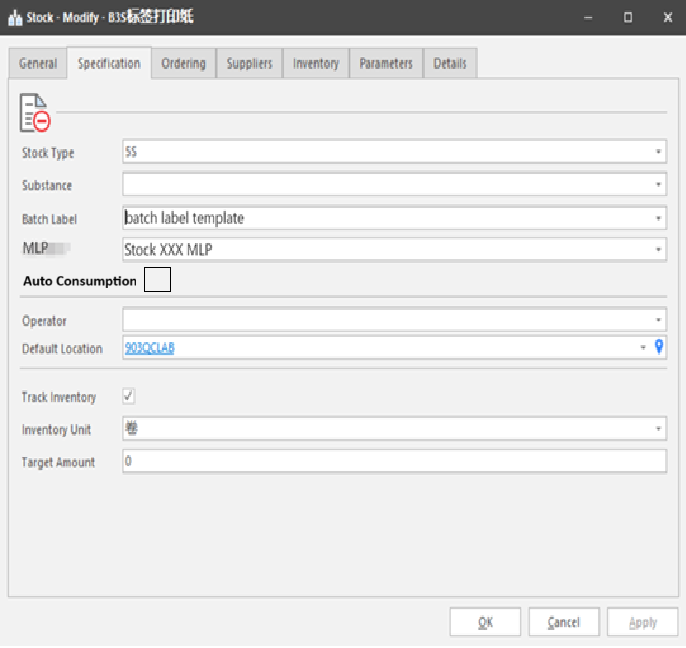 Stock - Modify - B3S标签打印纸
General Specification Ordering Suppliers Inventory Parameters Details
Stock Type 5S
Substance
Batch Label batch label template
MLP Stock XXX MLP
Auto Consumption
Operator
Default Location 903QCLAB
Track Inventory
Inventory Unit 卷
Target Amount 0
OK Cancel Apply